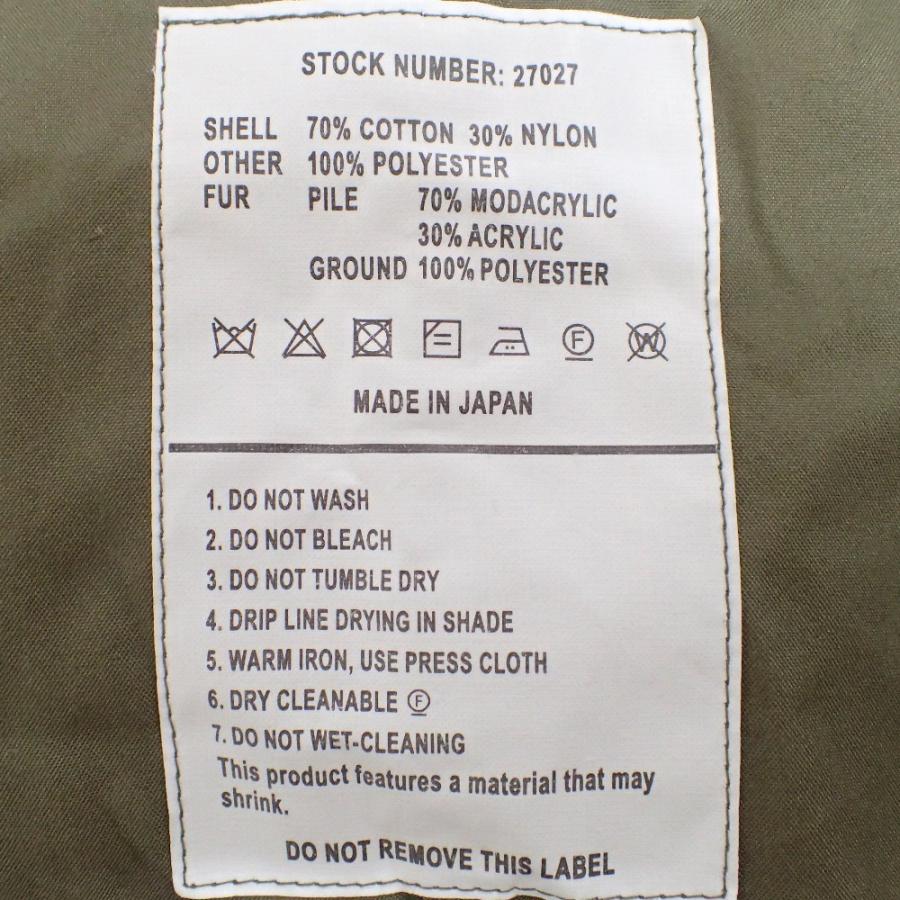 STOCK NUMBER: 27027
SHELL 70% COTTON 30% NYLON
OTHER 100% POLYESTER
FUR PILE 70% MODACRYLIC
30% ACRYLIC
GROUND 100% POLYESTER
F W
MADE IN JAPAN
1. DO NOT WASH
2. DO NOT BLEACH
3. DO NOT TUMBLE DRY
4. DRIP LINE DRYING IN SHADE
5. WARM IRON, USE PRESS CLOTH
6. DRY CLEANABLE Ⓕ
7. DO NOT WET-CLEANING
This product features a material that may
shrink.
DO NOT REMOVE THIS LABEL